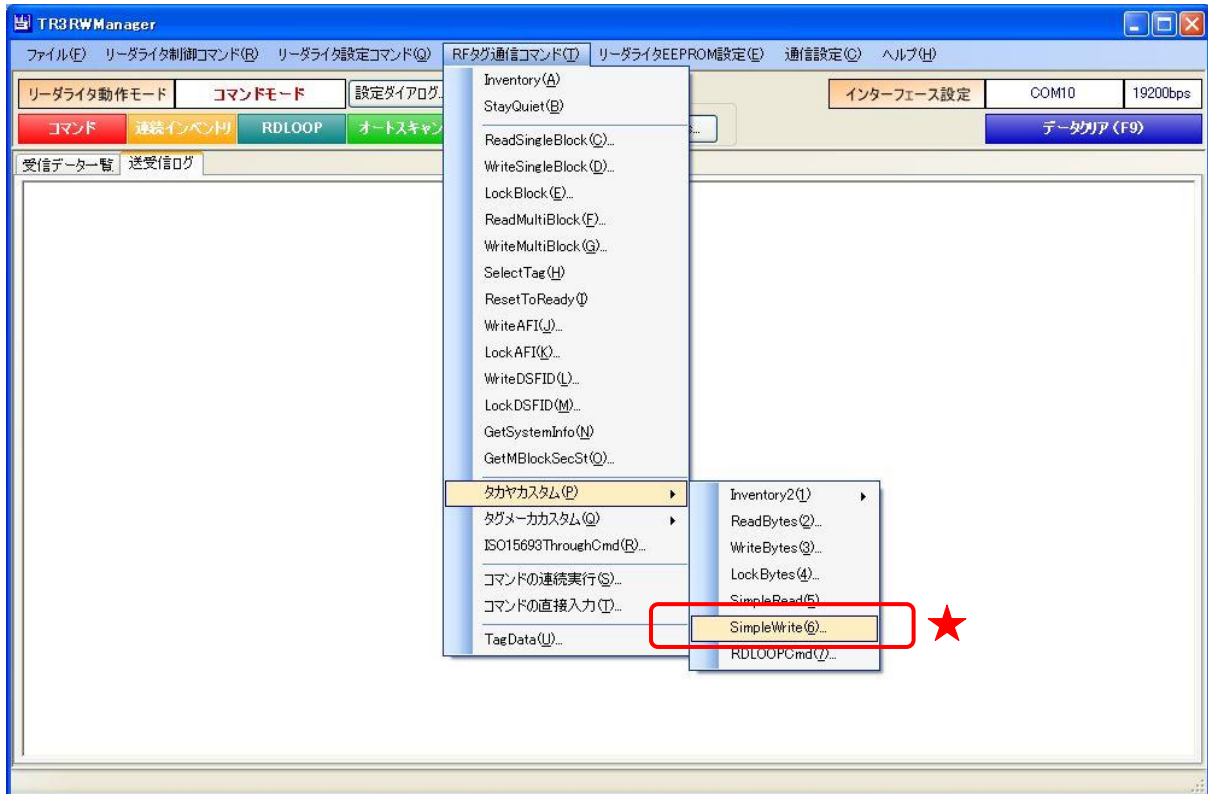 TR3RWManager
ファイル(F) リーダライタ制御コマンド(R) リーダライタ設定コマンド(Q) RFタグ通信コマンド(T) リーダライタEEPROM設定(E) 通信設定(C) ヘルプ(H)
リーダライタ動作モード コマンドモード 設定ダイアログ. インターフェース設定 COM10 19200bps
コマンド 連続インベントリ RDLOOP オートスキャン データクリア (F9)
受信データ一覧 送受信ログ
Inventory(A)
StayQuiet(B)
ReadSingleBlock(C)...
WriteSingleBlock(D)...
LockBlock(E)...
ReadMultiBlock(F)...
WriteMultiBlock(G)...
SelectTag(H)
ResetToReady(I)
WriteAFI(J)...
LockAFI(K)...
WriteDSFID(L)...
LockDSFID(M)...
GetSystemInfo(N)
GetMBlockSecSt(O)...
タカヤカスタム(P)
タグメーカカスタム(Q)
ISO15693ThroughCmd(R)...
コマンドの連続実行(S)...
コマンドの直接入力(T)...
TagData(U)...
Inventory2(1)
ReadBytes(2)...
WriteBytes(3)...
LockBytes(4)...
SimpleRead(5)
SimpleWrite(6)...
RDLOOPCmd(7)...